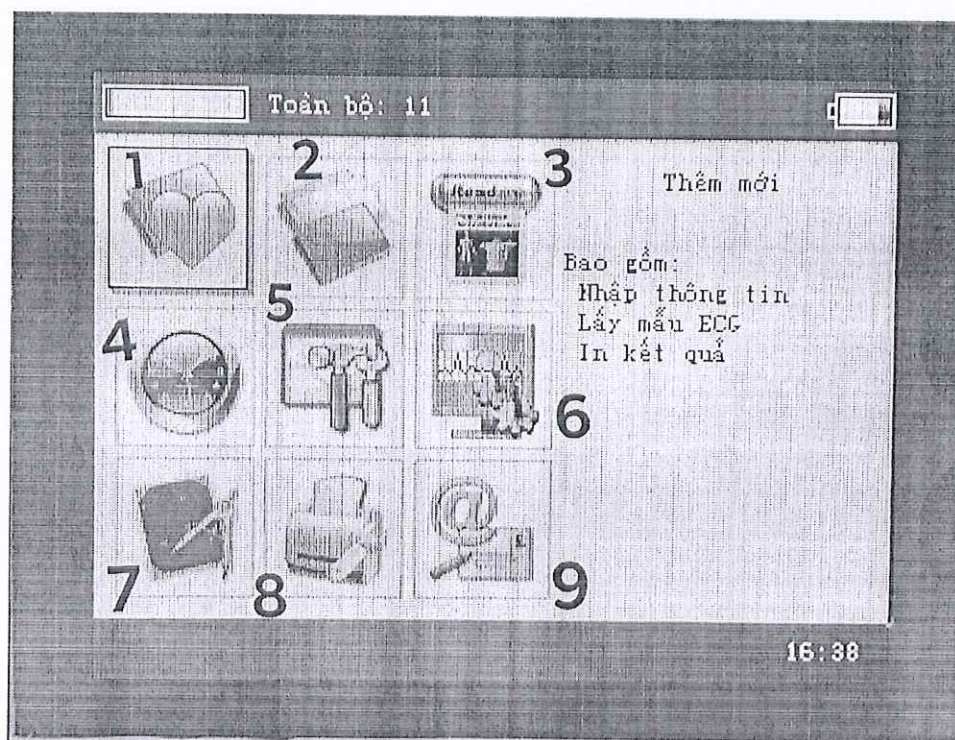 Toàn bộ: 11
1
2
3
Thêm mới
Bao gồm:
Nhập thông tin
Lấy mẫu ECG
In kết quả
4
5
6
7
8
9
16:38